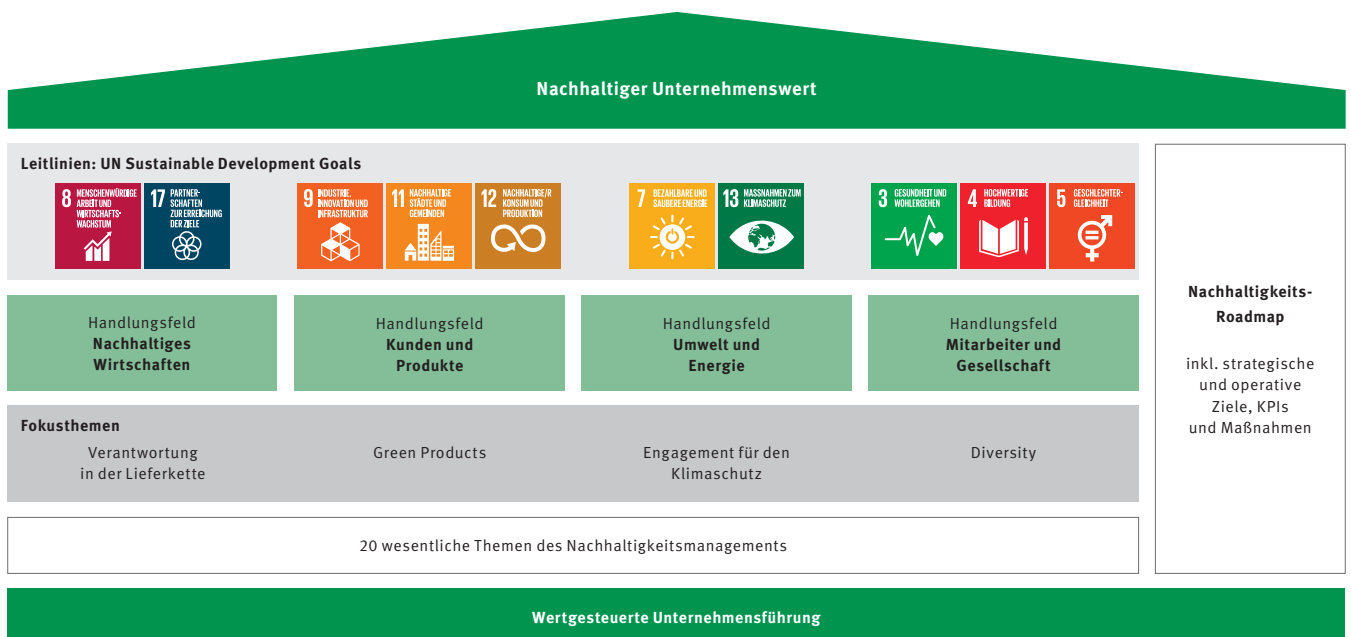 Nachhaltiger Unternehmenswert
Leitlinien: UN Sustainable Development Goals
8 MENSCHENWÜRDIGE
ARBEIT UND
WIRTSCHAFTS-
WACHSTUM
17 PARTNER-
SCHAFTEN
ZUR ERREICHUNG
DER ZIELE
9 INDUSTRIE,
INNOVATION UND
INFRASTRUKTUR
11 NACHHALTIGE
STÄDTE UND
GEMEINDEN
12 NACHHALTIGE/R
KONSUM UND
PRODUKTION
7 BEZAHLBARE UND
SAUBERE ENERGIE
13 MASSNAHMEN ZUM
KLIMASCHUTZ
3 GESUNDHEIT UND
WOHLERGEHEN
4 HOCHWERTIGE
BILDUNG
5 GESCHLECHTER-
GLEICHHEIT
Handlungsfeld
Nachhaltiges
Wirtschaften
Handlungsfeld
Kunden und
Produkte
Handlungsfeld
Umwelt und
Energie
Handlungsfeld
Mitarbeiter und
Gesellschaft
Fokusthemen
Verantwortung
in der Lieferkette
Green Products
Engagement für den
Klimaschutz
Diversity
20 wesentliche Themen des Nachhaltigkeitsmanagements
Nachhaltigkeits-
Roadmap
inkl. strategische
und operative
Ziele, KPIs
und Maßnahmen
Wertgesteuerte Unternehmensführung